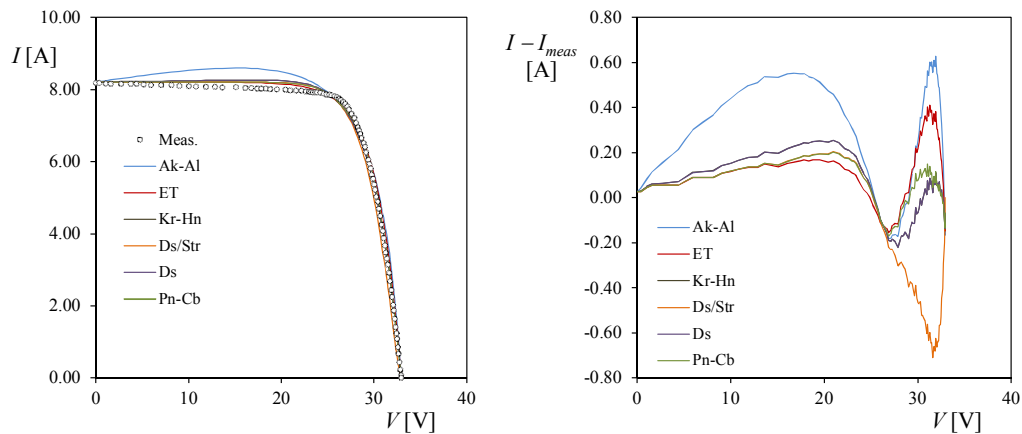 I [A]
10.00
8.00
6.00
4.00
2.00
0.00
0
10
20
30
40
V [V]
Meas.
Ak-Al
ET
Kr-Hn
Ds/Str
Ds
Pn-Cb
I – Imeas
[A]
0.80
0.60
0.40
0.20
0.00
-0.20
-0.40
-0.60
-0.80
0
10
20
30
40
V [V]
Ak-Al
ET
Kr-Hn
Ds/Str
Ds
Pn-Cb